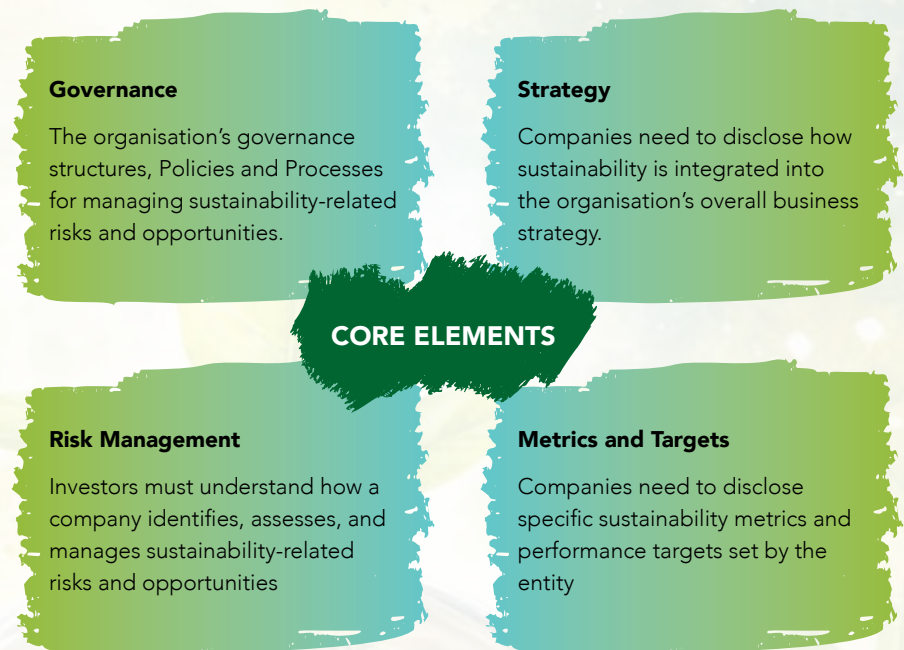 Governance
The organisation's governance
structures, Policies and Processes
for managing sustainability-related
risks and opportunities.
Strategy
Companies need to disclose how
sustainability is integrated into
the organisation's overall business
strategy.
CORE ELEMENTS
Risk Management
Investors must understand how a
company identifies, assesses, and
manages sustainability-related
risks and opportunities
Metrics and Targets
Companies need to disclose
specific sustainability metrics and
performance targets set by the
entity